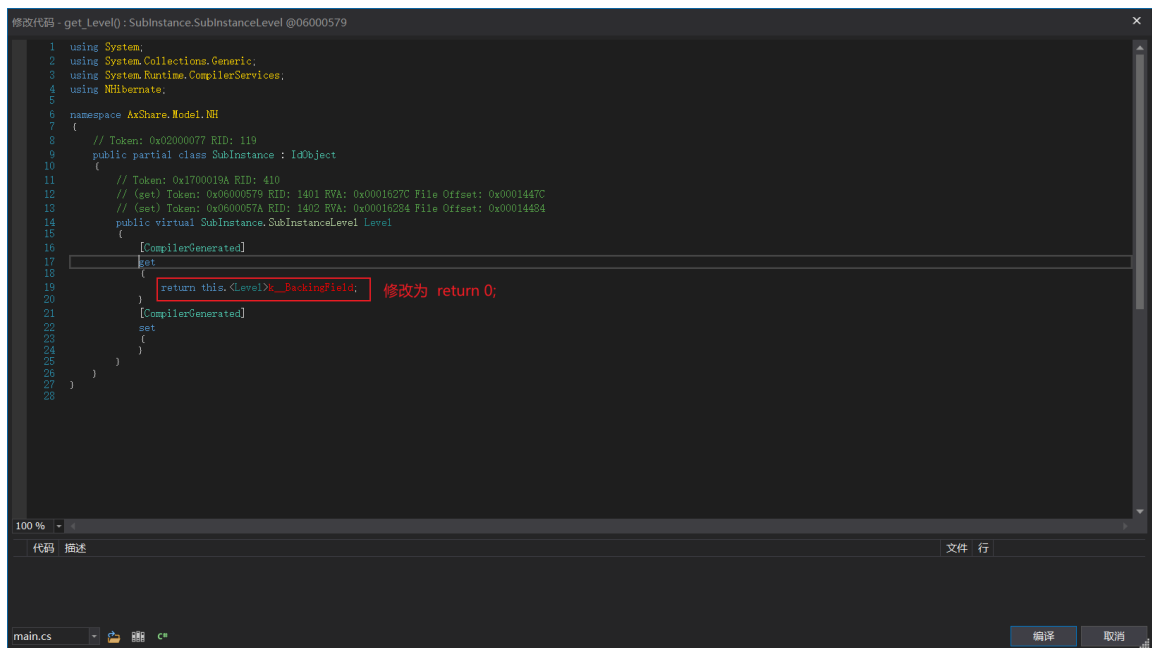 修改代码 - get_Level() : SubInstance.SubInstanceLevel @06000579
1 using System;
2 using System.Collections.Generic;
3 using System.Runtime.CompilerServices;
4 using NHibernate;
5
6 namespace AxShare.Model.NH
7 {
8 // Token: 0x02000077 RID: 119
9 public partial class SubInstance : IdObject
10 {
11 // Token: 0x1700019A RID: 410
12 // (get) Token: 0x06000579 RID: 1401 RVA: 0x0001627C File Offset: 0x0001447C
13 // (set) Token: 0x0600057A RID: 1402 RVA: 0x00016284 File Offset: 0x00014484
14 public virtual SubInstance.SubInstanceLevel Level
15 {
16 [CompilerGenerated]
17 get
18 {
19 return this.<Level>k__BackingField; 修改为 return 0;
20 }
21 [CompilerGenerated]
22 set
23 {
24 }
25 }
26 }
27 }
28
100 %
代码 描述 文件 行
main.cs C# 编译 取消